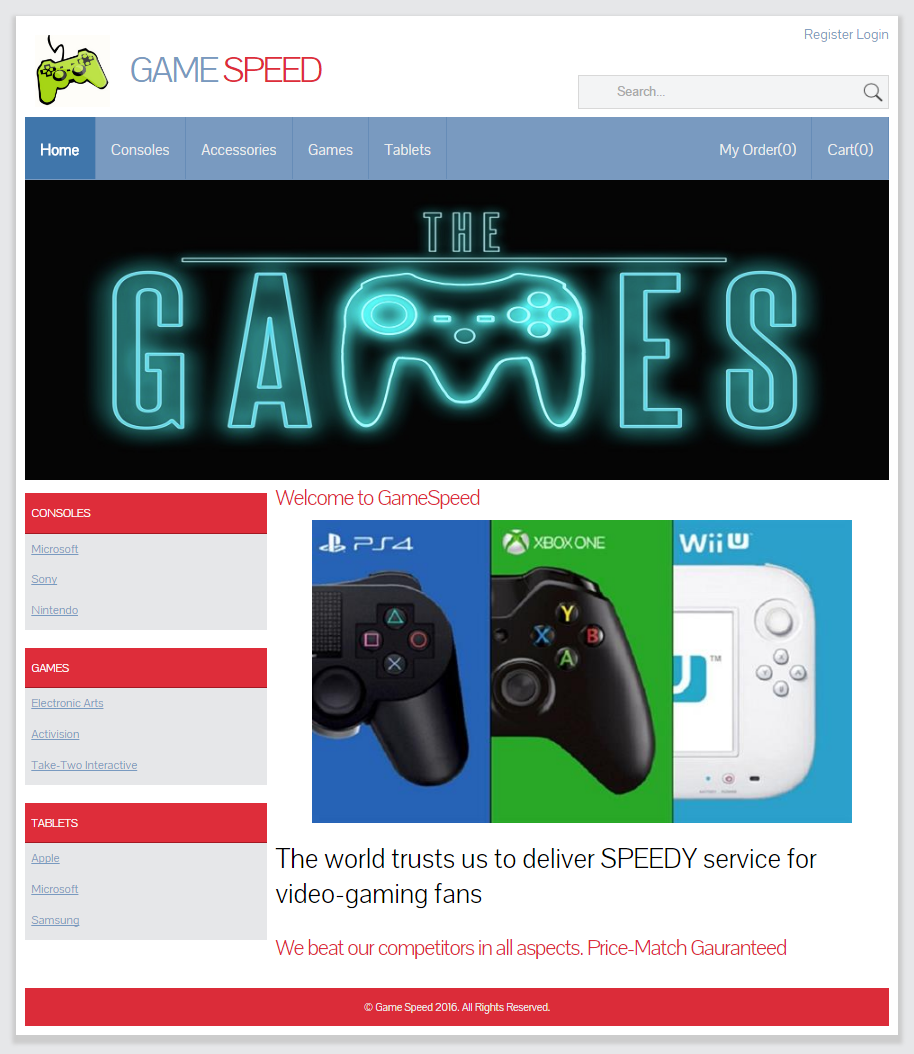 Register Login
GAME SPEED
Search...
Home Consoles Accessories Games Tablets My Order(0) Cart(0)
THE
GAMES
CONSOLES
Microsoft
Sony
Nintendo
GAMES
Electronic Arts
Activision
Take-Two Interactive
TABLETS
Apple
Microsoft
Samsung
Welcome to GameSpeed
PS4 XBOX ONE Wii U
Y
X B
A
U TM
The world trusts us to deliver SPEEDY service for
video-gaming fans
We beat our competitors in all aspects. Price-Match Gauranteed
© Game Speed 2016. All Rights Reserved.